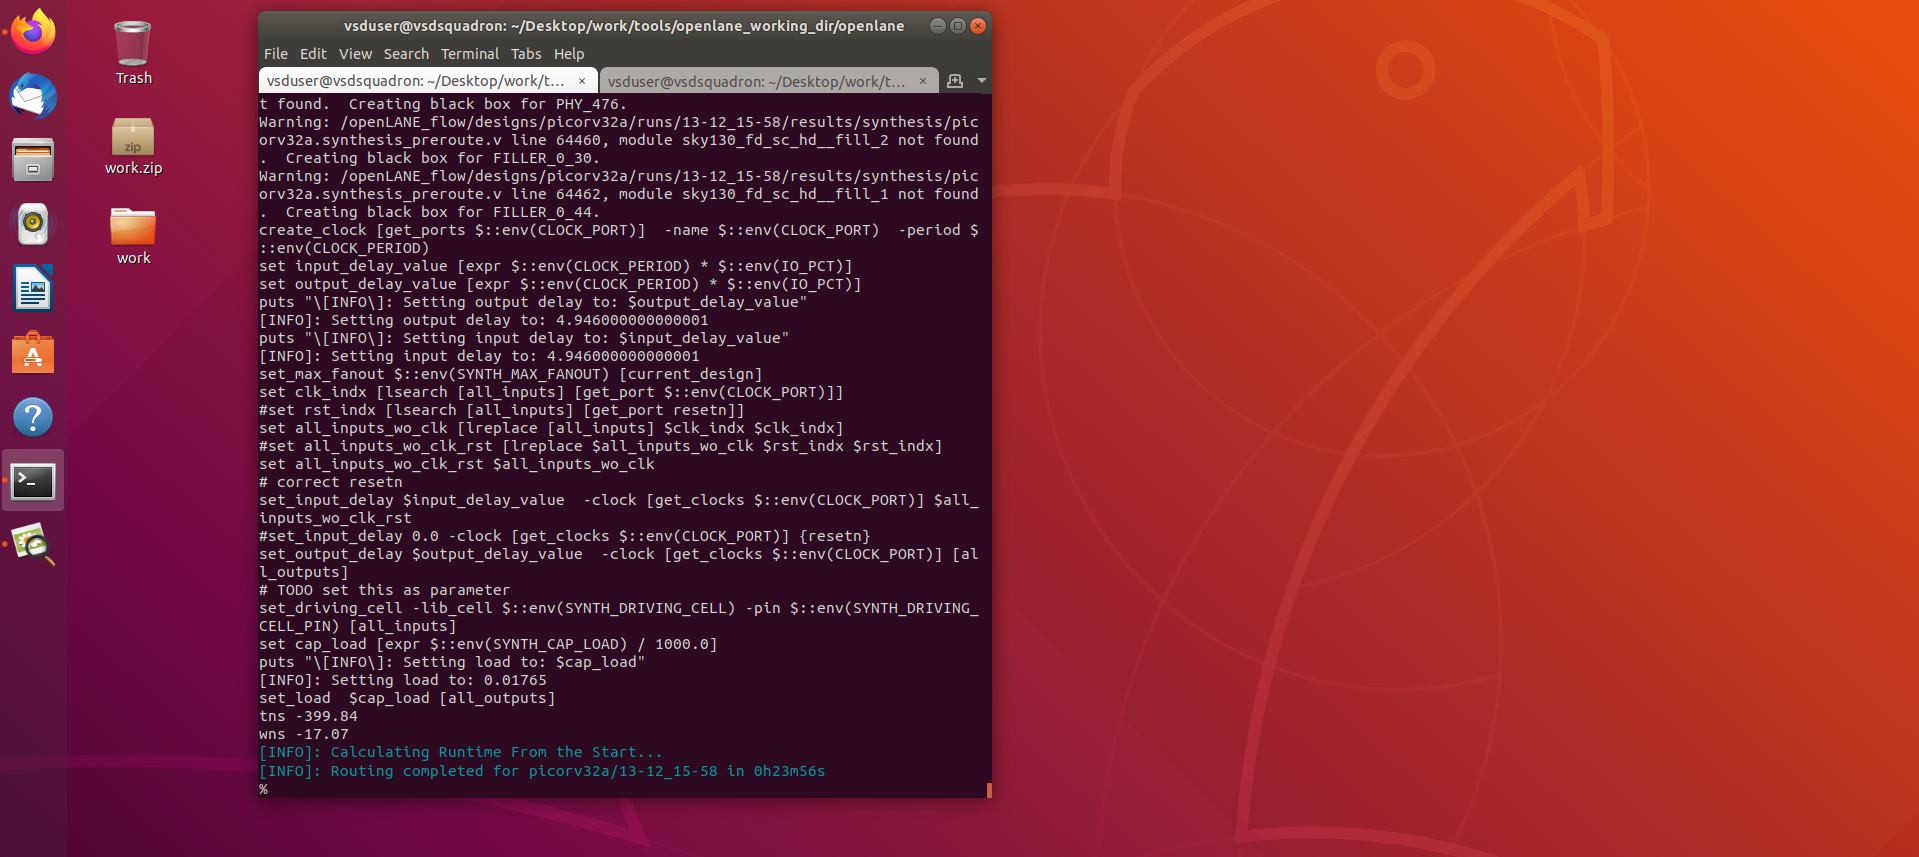 vsduser@vsdsquadron: ~/Desktop/work/tools/openlane_working_dir/openlane
File Edit View Search Terminal Tabs Help
vsduser@vsdsquadron: ~/Desktop/work/t... × vsduser@vsdsquadron: ~/Desktop/work/t... ×
Trash
zip
work.zip
work
t found.  Creating black box for PHY_476.
Warning: /openLANE_flow/designs/picorv32a/runs/13-12_15-58/results/synthesis/pic
orv32a.synthesis_preroute.v line 64460, module sky130_fd_sc_hd__fill_2 not found
.  Creating black box for FILLER_0_30.
Warning: /openLANE_flow/designs/picorv32a/runs/13-12_15-58/results/synthesis/pic
orv32a.synthesis_preroute.v line 64462, module sky130_fd_sc_hd__fill_1 not found
.  Creating black box for FILLER_0_44.
create_clock [get_ports $::env(CLOCK_PORT)]  -name $::env(CLOCK_PORT)  -period $
::env(CLOCK_PERIOD)
set input_delay_value [expr $::env(CLOCK_PERIOD) * $::env(IO_PCT)]
set output_delay_value [expr $::env(CLOCK_PERIOD) * $::env(IO_PCT)]
puts "\[INFO\]: Setting output delay to: $output_delay_value"
[INFO]: Setting output delay to: 4.946000000000001
puts "\[INFO\]: Setting input delay to: $input_delay_value"
[INFO]: Setting input delay to: 4.946000000000001
set_max_fanout $::env(SYNTH_MAX_FANOUT) [current_design]
set clk_indx [lsearch [all_inputs] [get_port $::env(CLOCK_PORT)]]
#set rst_indx [lsearch [all_inputs] [get_port resetn]]
set all_inputs_wo_clk [lreplace [all_inputs] $clk_indx $clk_indx]
#set all_inputs_wo_clk_rst [lreplace $all_inputs_wo_clk $rst_indx $rst_indx]
set all_inputs_wo_clk_rst $all_inputs_wo_clk
# correct resetn
set_input_delay $input_delay_value  -clock [get_clocks $::env(CLOCK_PORT)] $all_
inputs_wo_clk_rst
#set_input_delay 0.0 -clock [get_clocks $::env(CLOCK_PORT)] {resetn}
set_output_delay $output_delay_value  -clock [get_clocks $::env(CLOCK_PORT)] [al
l_outputs]
# TODO set this as parameter
set_driving_cell -lib_cell $::env(SYNTH_DRIVING_CELL) -pin $::env(SYNTH_DRIVING_
CELL_PIN) [all_inputs]
set cap_load [expr $::env(SYNTH_CAP_LOAD) / 1000.0]
puts "\[INFO\]: Setting load to: $cap_load"
[INFO]: Setting load to: 0.01765
set_load  $cap_load [all_outputs]
tns -399.84
wns -17.07
[INFO]: Calculating Runtime From the Start...
[INFO]: Routing completed for picorv32a/13-12_15-58 in 0h23m56s
%